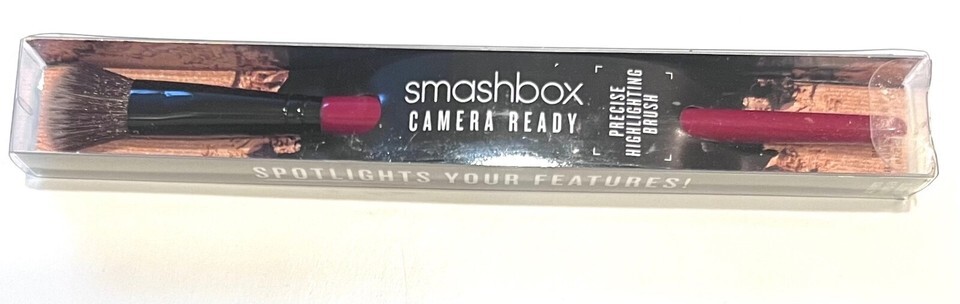 smashbox
CAMERA READY
PRECISE
HIGHLIGHTING
BRUSH
SPOTLIGHTS YOUR FEATURES!